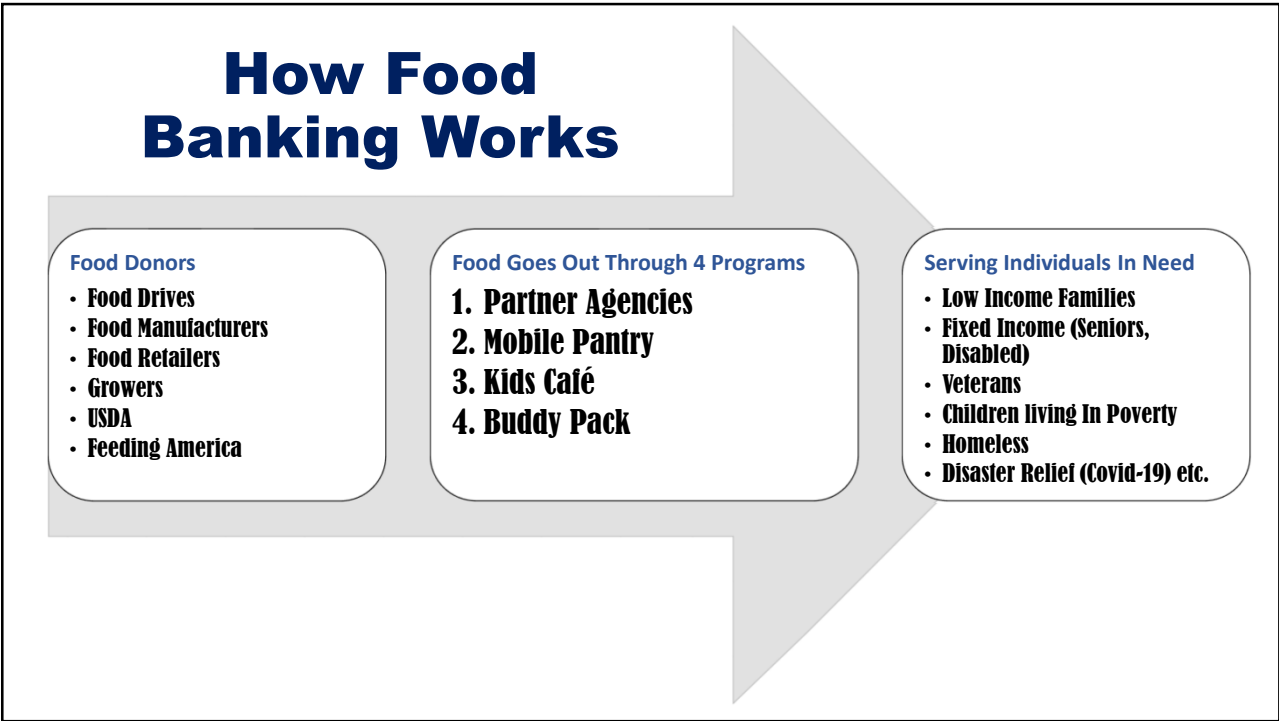 How Food
Banking Works
Food Donors
• Food Drives
• Food Manufacturers
• Food Retailers
• Growers
• USDA
• Feeding America
Food Goes Out Through 4 Programs
1. Partner Agencies
2. Mobile Pantry
3. Kids Café
4. Buddy Pack
Serving Individuals In Need
• Low Income Families
• Fixed Income (Seniors,
Disabled)
• Veterans
• Children living In Poverty
• Homeless
• Disaster Relief (Covid-19) etc.